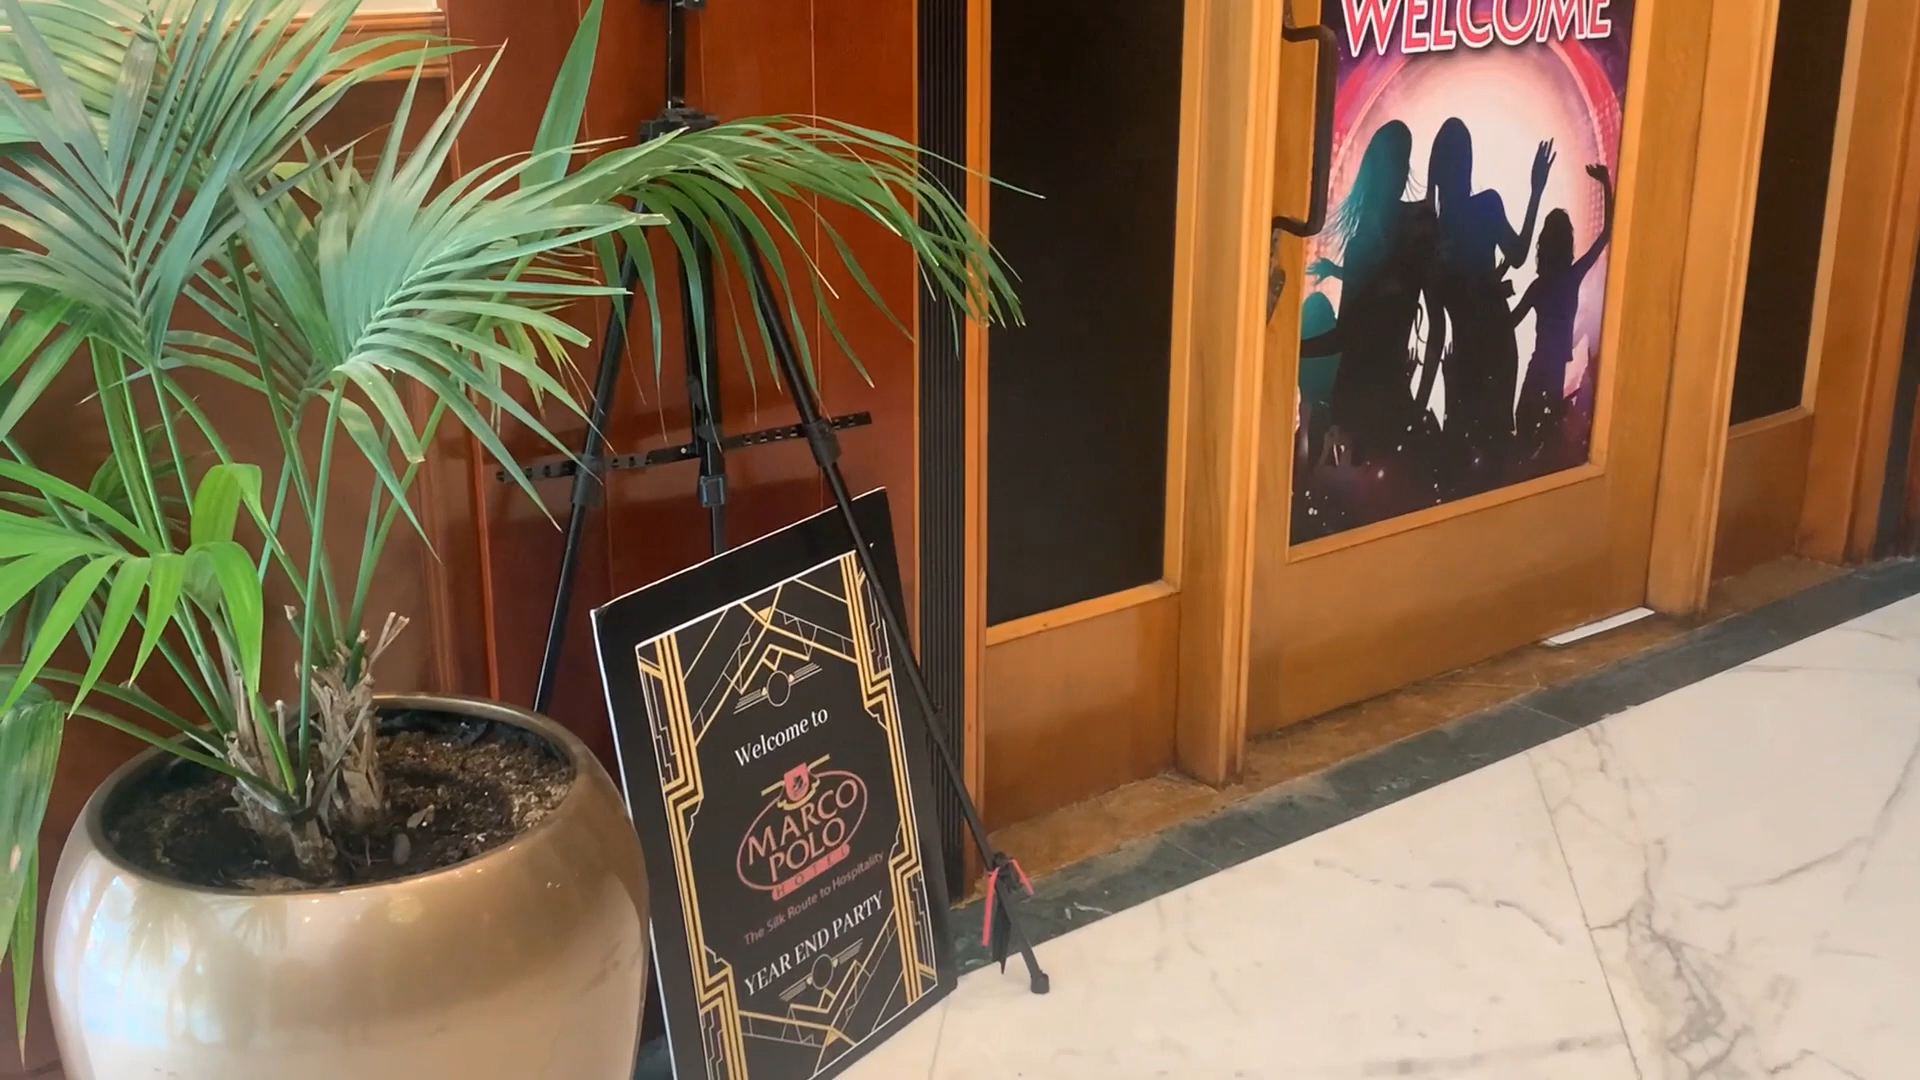 WELCOME
Welcome to
MARCO
POLO
HOTEL
The Silk Route to Hospitality
YEAR END PARTY